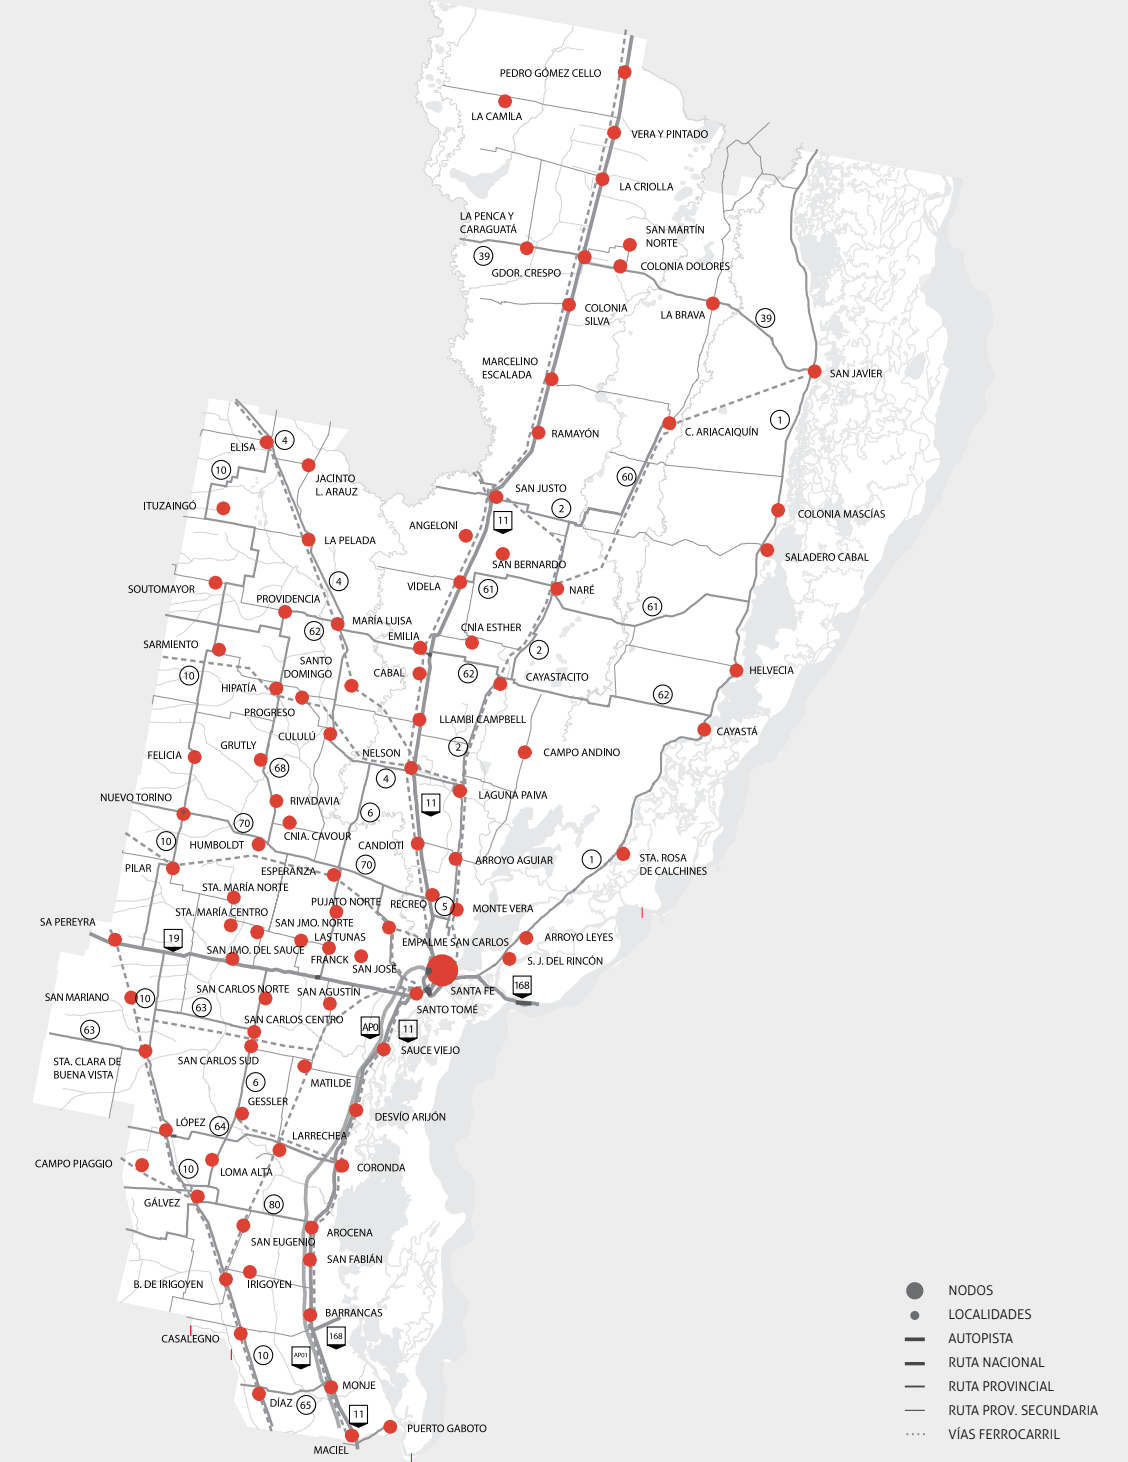 PEDRO GÓMEZ CELLO
LA CAMILA
VERA Y PINTADO
LA CRIOLLA
LA PENCA Y
CARAGUATÁ
SAN MARTÍN
NORTE
39
GDOR. CRESPO
COLONIA DOLORES
COLONIA
SILVA
LA BRAVA
39
MARCELINO
ESCALADA
SAN JAVIER
1
RAMAYÓN
C. ARIACAIQUÍN
ELISA
4
10
JACINTO
L. ARAUZ
60
SAN JUSTO
2
ITUZAINGÓ
COLONIA MASCÍAS
ANGELONI
11
LA PELADA
SAN BERNARDO
SALADERO CABAL
SOUTOMAYOR
4
VIDELA
61
NARÉ
PROVIDENCIA
61
MARÍA LUISA
62
EMILIA
CNIA ESTHER
SARMIENTO
2
SANTO
DOMINGO
10
CABAL
62
CAYASTACITO
HELVECIA
HIPATÍA
62
PROGRESO
LLAMBI CAMPBELL
CAYASTÁ
CULULÚ
GRUTLY
2
FELICIA
NELSON
CAMPO ANDINO
68
4
NUEVO TORINO
RIVADAVIA
11
LAGUNA PAIVA
6
70
CNIA. CAVOUR
10
HUMBOLDT
CANDIOTI
PILAR
ESPERANZA
70
ARROYO AGUIAR
1
STA. ROSA
DE CALCHINES
STA. MARÍA NORTE
PUJATO NORTE
RECREO
5
MONTE VERA
STA. MARÍA CENTRO
SA PEREYRA
SAN JMO. NORTE
19
LAS TUNAS
EMPALME SAN CARLOS
ARROYO LEYES
SAN JMO. DEL SAUCE
FRANCK
SAN JOSÉ
S. J. DEL RINCÓN
SAN CARLOS NORTE
SAN AGUSTÍN
SANTA FE
168
SAN MARIANO
10
63
SANTO TOMÉ
SAN CARLOS CENTRO
63
AP0
11
STA. CLARA DE
BUENA VISTA
SAN CARLOS SUD
SAUCE VIEJO
6
MATILDE
GESSLER
DESVÍO ARIJÓN
LÓPEZ
64
LARRECHEA
CAMPO PIAGGIO
10
LOMA ALTA
CORONDA
GÁLVEZ
80
AROCENA
SAN EUGENIO
SAN FABIÁN
B. DE IRIGOYEN
IRIGOYEN
BARRANCAS
CASALEGNO
168
10
AP01
MONJE
DÍAZ
65
11
PUERTO GABOTO
MACIEL
NODOS
LOCALIDADES
AUTOPISTA
RUTA NACIONAL
RUTA PROVINCIAL
RUTA PROV. SECUNDARIA
VÍAS FERROCARRIL